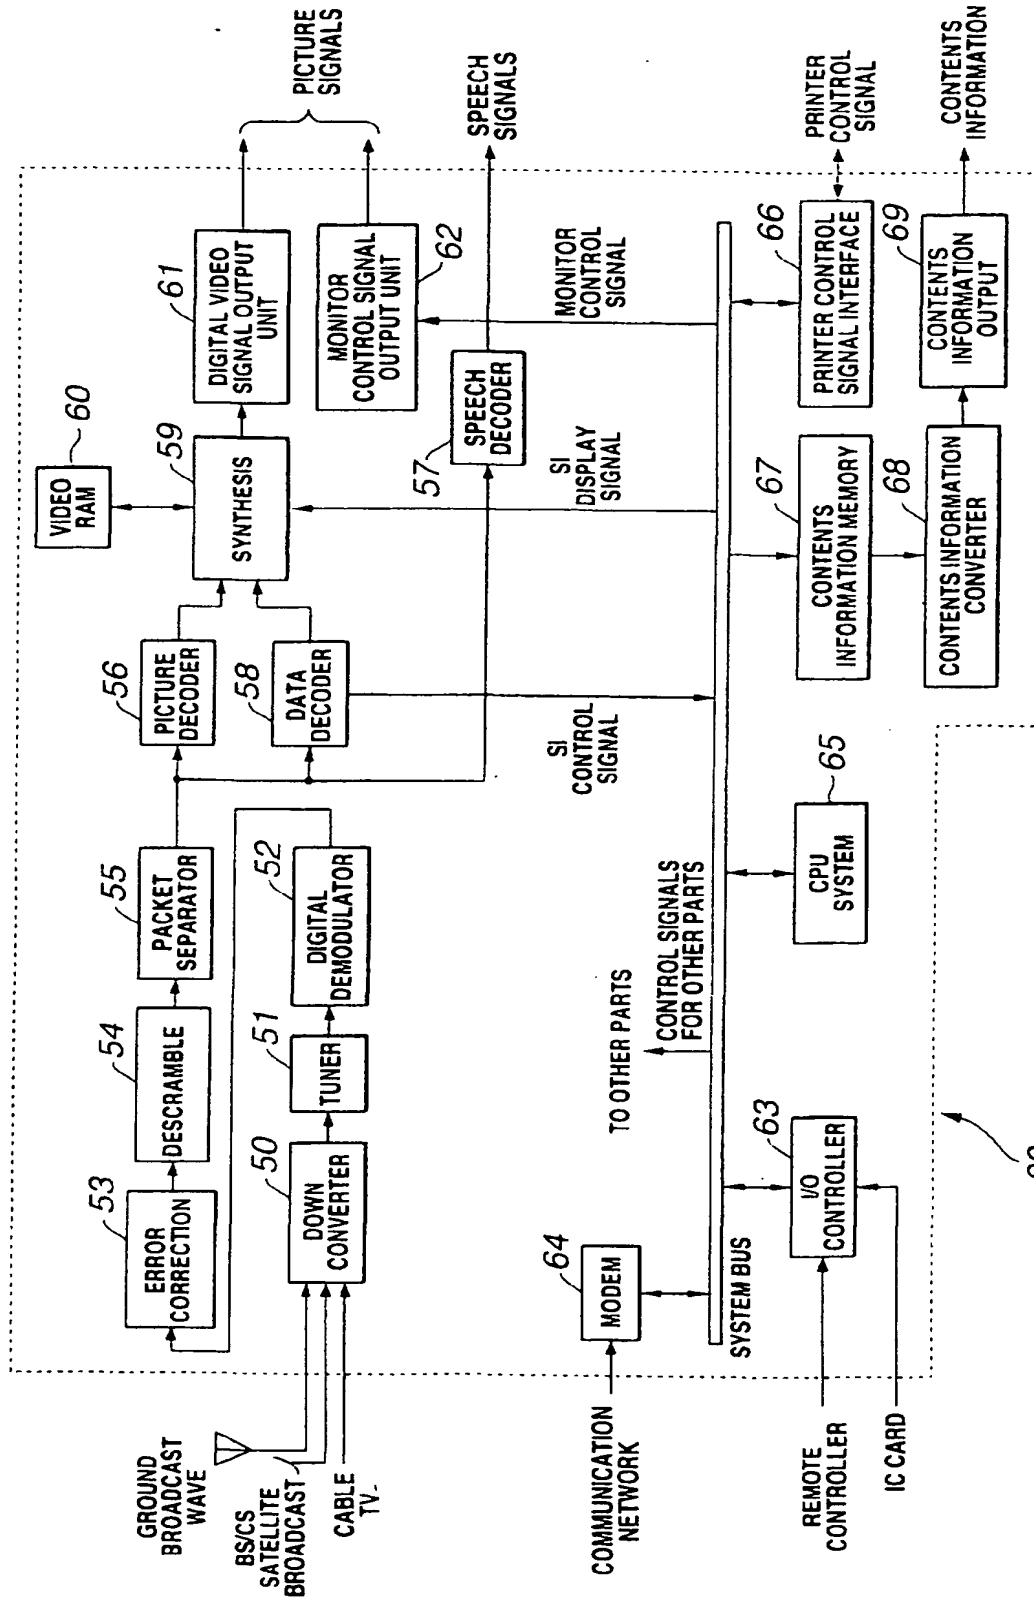 GROUND
BROADCAST
WAVE
BS/CS
SATELLITE
BROADCAST
CABLE
TV
53
ERROR
CORRECTION
54
DESCRAMBLE
55
PACKET
SEPARATOR
50
DOWN
CONVERTER
51
TUNER
52
DIGITAL
DEMODULATOR
56
PICTURE
DECODER
58
DATA
DECODER
VIDEO
RAM
60
59
SYNTHESIS
61
DIGITAL VIDEO
SIGNAL OUTPUT
UNIT
MONITOR
CONTROL SIGNAL
OUTPUT UNIT
62
57
SPEECH
DECODER
PICTURE
SIGNALS
SPEECH
SIGNALS
COMMUNICATION
NETWORK
64
MODEM
TO OTHER PARTS
CONTROL SIGNALS
FOR OTHER PARTS
SI
CONTROL
SIGNAL
SI
DISPLAY
SIGNAL
MONITOR
CONTROL
SIGNAL
SYSTEM BUS
REMOTE
CONTROLLER
IC CARD
63
I/O
CONTROLLER
65
CPU
SYSTEM
67
CONTENTS
INFORMATION MEMORY
68
CONTENTS INFORMATION
CONVERTER
66
PRINTER CONTROL
SIGNAL INTERFACE
69
CONTENTS
INFORMATION
OUTPUT
PRINTER
CONTROL
SIGNAL
CONTENTS
INFORMATION